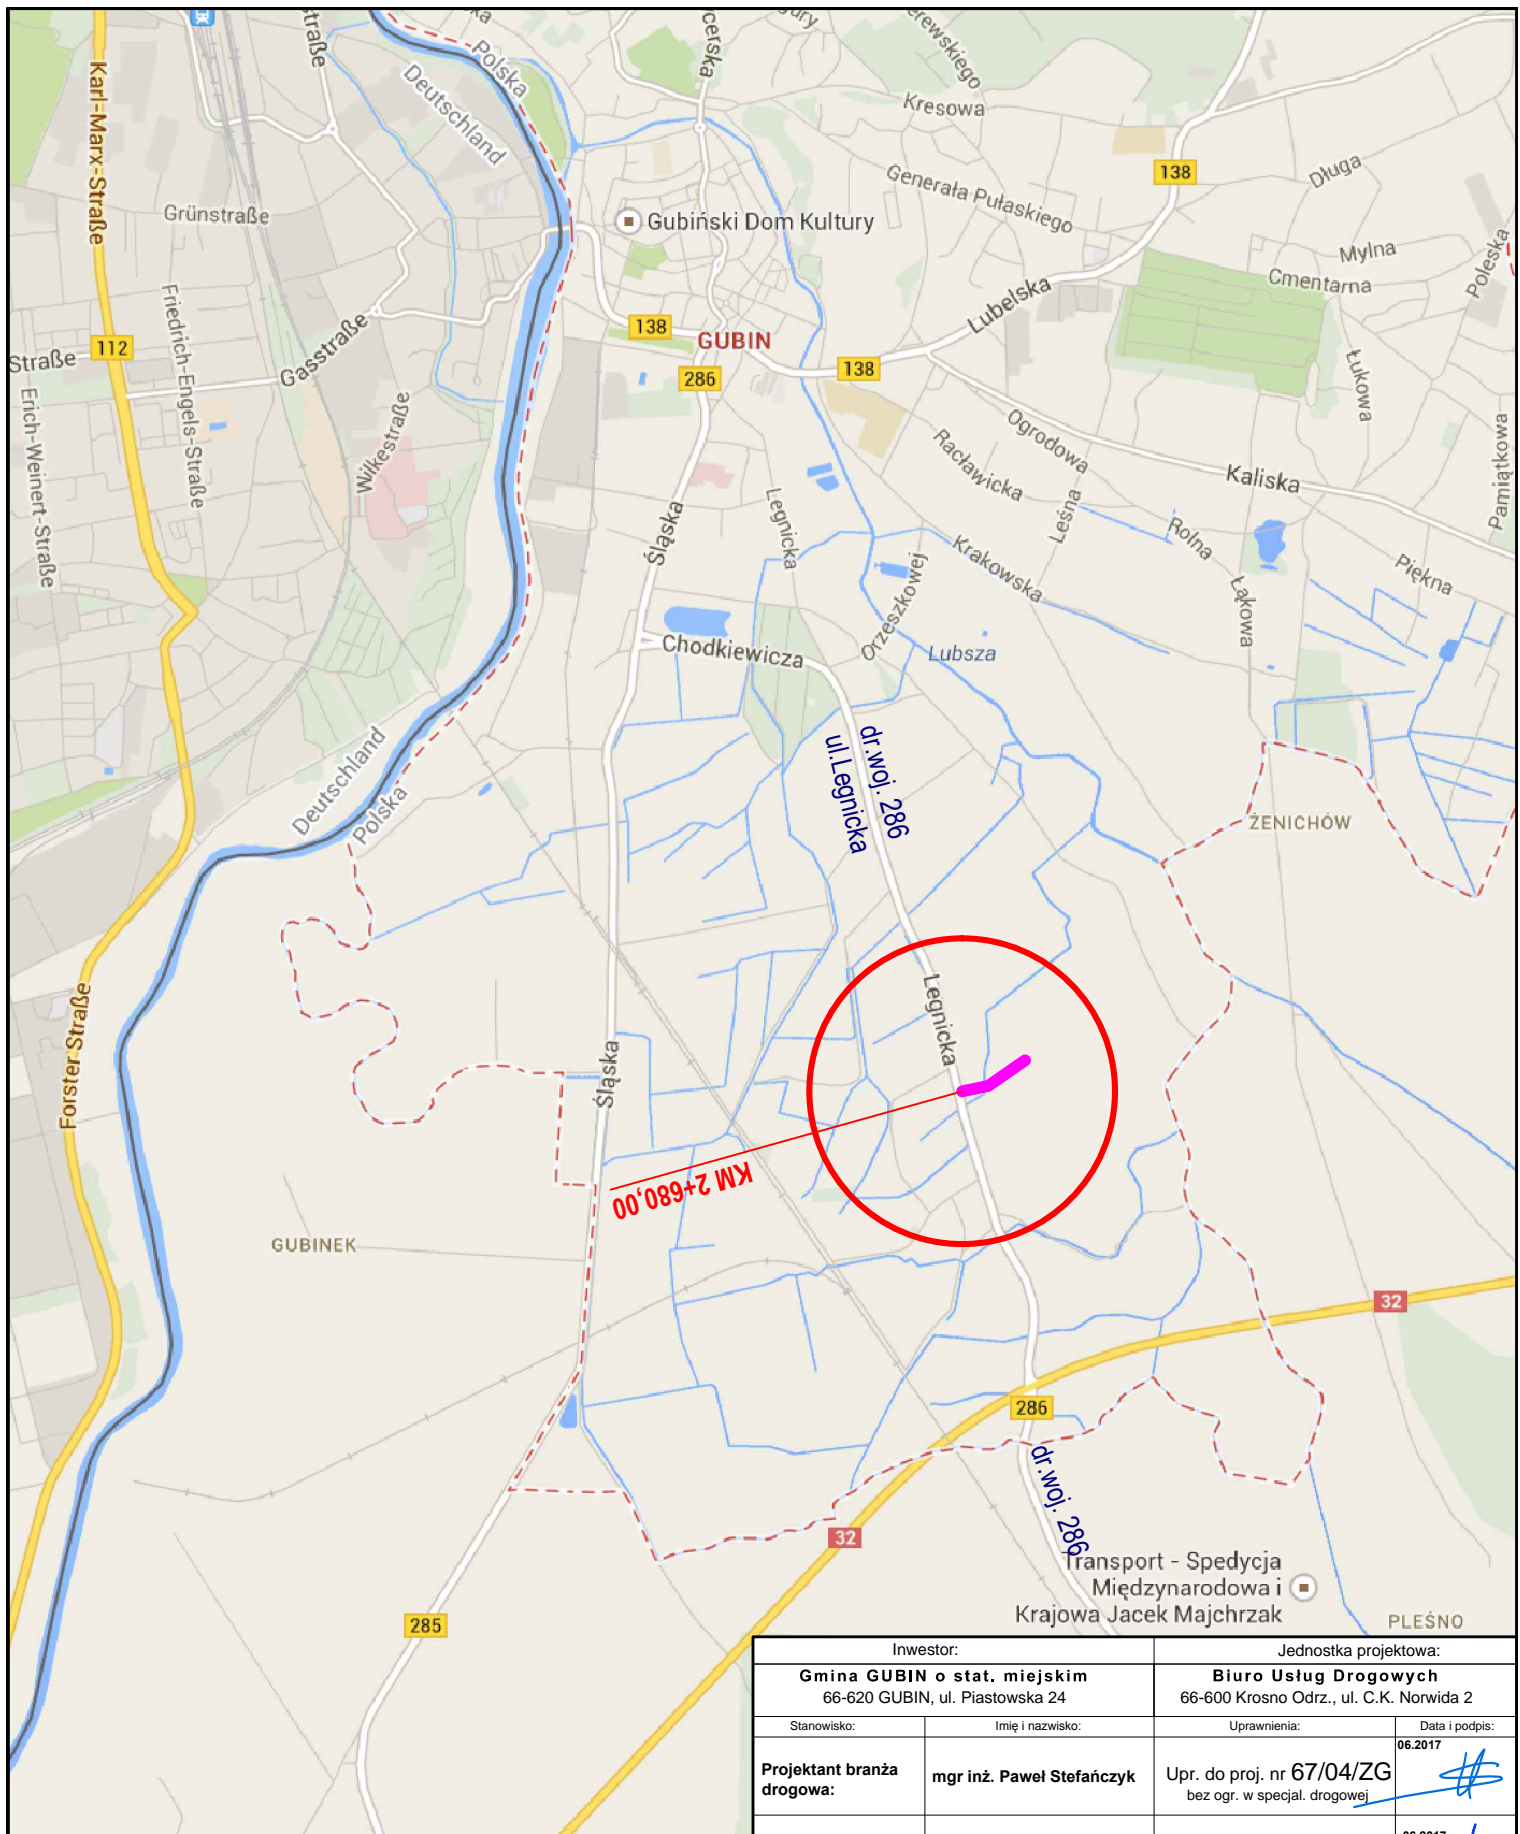 Polska
Deutschland
Karl-Marx-Straße
Grünstraße
Friedrich-Engels-Straße
Straße
112
Gasstraße
Erich-Weinert-Straße
Wilkestraße
Gubiński Dom Kultury
Kresowa
Generała Pułaskiego
138
Długa
Mylna
Cmentarna
Poleska
Lubelska
138
GUBIN
138
286
Łukowa
Ogrodowa
Racławicka
Kaliska
Pamiątkowa
Leśna
Śląska
Legnicka
Rolna
Krakowska
Orzeszkowej
Piękna
Łąkowa
Chodkiewicza
Lubsza
dr.woj. 286
ul.Legnicka
Deutschland
Polska
ŻENICHÓW
Legnicka
Forster Straße
Śląska
KM 2+680,00
GUBINEK
32
286
dr.woj. 286
32
Transport - Spedycja
Międzynarodowa i
Krajowa Jacek Majchrzak
PLEŚNO
285
Inwestor:
Jednostka projektowa:
Gmina GUBIN o stat. miejskim
66-620 GUBIN, ul. Piastowska 24
Biuro Usług Drogowych
66-600 Krosno Odrz., ul. C.K. Norwida 2
Stanowisko:
Imię i nazwisko:
Uprawnienia:
Data i podpis:
Projektant branża
drogowa:
mgr inż. Paweł Stefańczyk
Upr. do proj. nr 67/04/ZG
bez ogr. w specjal. drogowej
06.2017